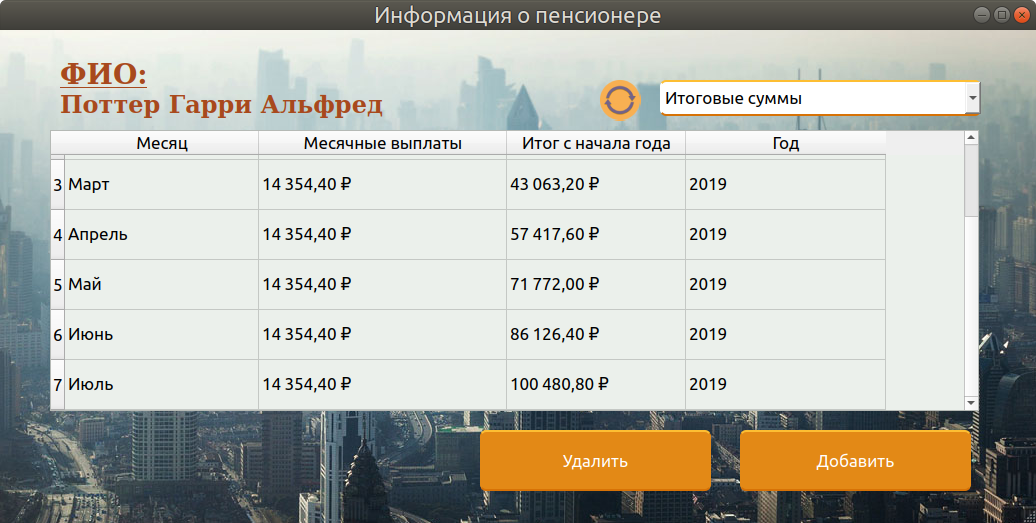 Информация о пенсионере
ФИО:
Поттер Гарри Альфред
Итоговые суммы
Месяц Месячные выплаты Итог с начала года Год
3 Март 14 354,40 ₽ 43 063,20 ₽ 2019
4 Апрель 14 354,40 ₽ 57 417,60 ₽ 2019
5 Май 14 354,40 ₽ 71 772,00 ₽ 2019
6 Июнь 14 354,40 ₽ 86 126,40 ₽ 2019
7 Июль 14 354,40 ₽ 100 480,80 ₽ 2019
Удалить Добавить